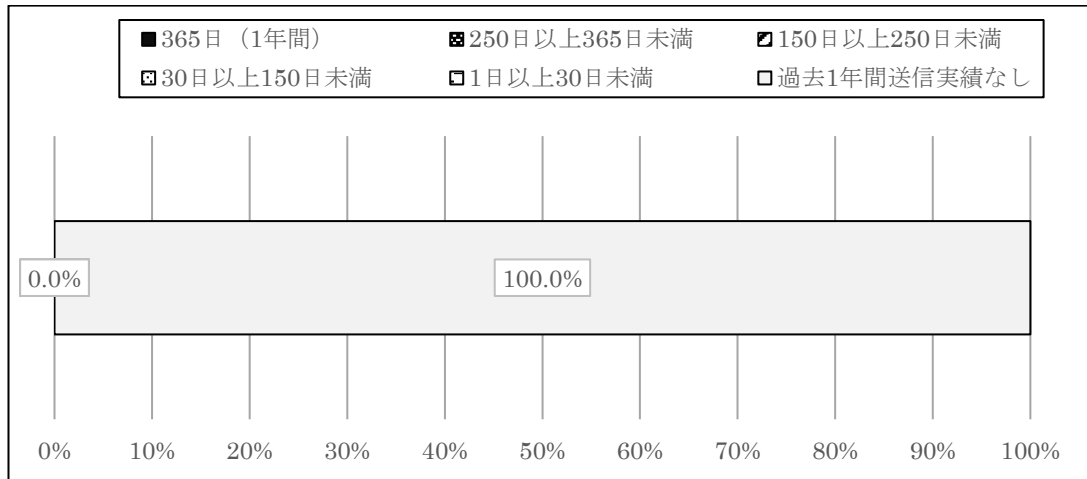 365日（1年間） 250日以上365日未満 150日以上250日未満
30日以上150日未満 1日以上30日未満 過去1年間送信実績なし
0.0% 100.0%
0% 10% 20% 30% 40% 50% 60% 70% 80% 90% 100%